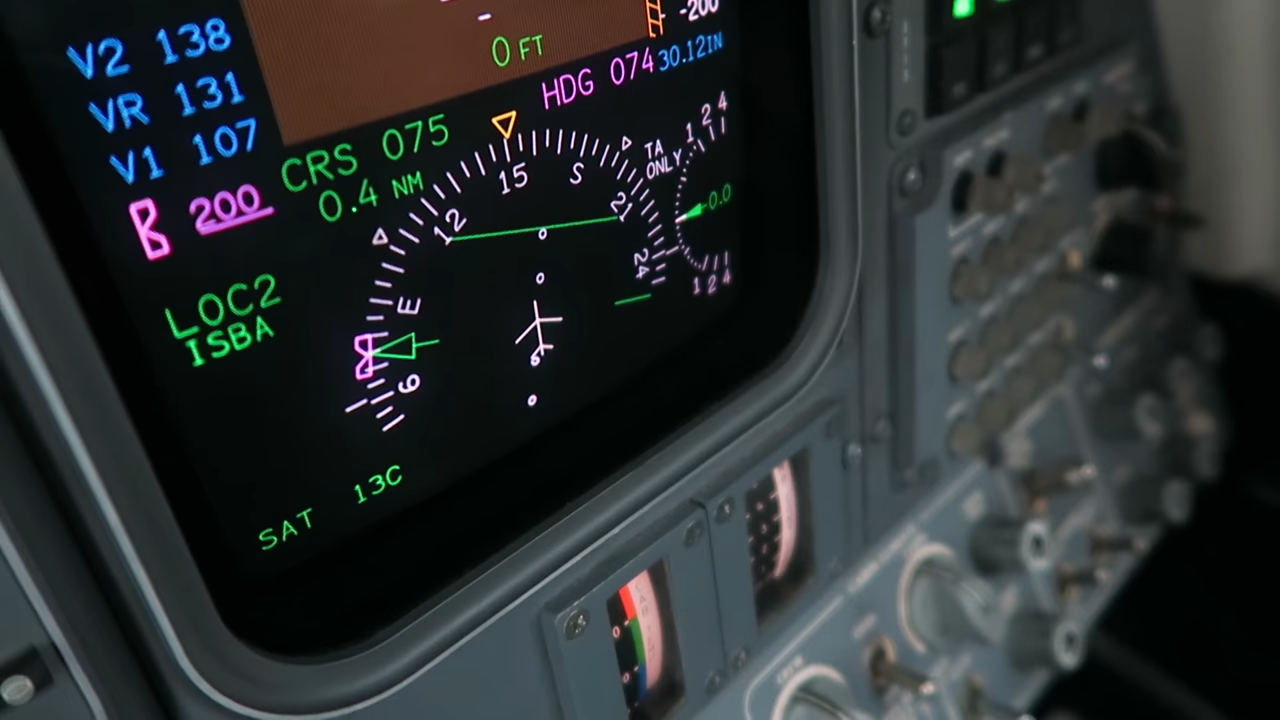 V2 138
VR 131
V1 107
200
0 FT
-200
HDG 074
30.12IN
CRS 075
0.4 NM
TA
ONLY
1 2 4
0.0
1 2 4
12 15 S 21 24
E
6
LOC2
ISBA
SAT 13C